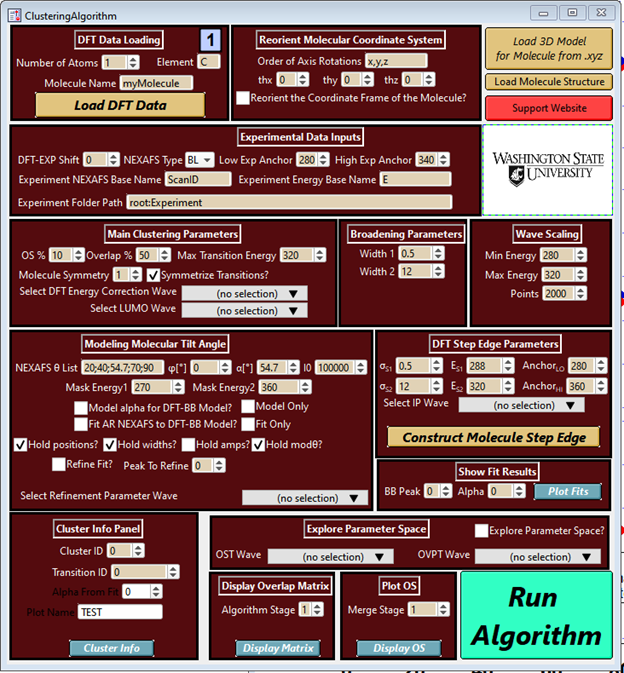 ClusteringAlgorithm
DFT Data Loading
1
Number of Atoms 1 Element C
Molecule Name myMolecule
Load DFT Data
Reorient Molecular Coordinate System
Order of Axis Rotations x,y,z
thx 0 thy 0 thz 0
Reorient the Coordinate Frame of the Molecule?
Load 3D Model
for Molecule from .xyz
Load Molecule Structure
Support Website
Experimental Data Inputs
DFT-EXP Shift 0 NEXAFS Type BL Low Exp Anchor 280 High Exp Anchor 340
Experiment NEXAFS Base Name ScanID Experiment Energy Base Name E
Experiment Folder Path root:Experiment
WASHINGTON STATE
UNIVERSITY
Main Clustering Parameters
OS % 10 Overlap % 50 Max Transition Energy 320
Molecule Symmetry 1 Symmetrize Transitions?
Select DFT Energy Correction Wave (no selection)
Select LUMO Wave (no selection)
Broadening Parameters
Width 1 0.5
Width 2 12
Wave Scaling
Min Energy 280
Max Energy 320
Points 2000
Modeling Molecular Tilt Angle
NEXAFS θ List 20;40;54.7;70;90 φ[°] 0 α[°] 54.7 I0 100000
Mask Energy1 270 Mask Energy2 360
Model alpha for DFT-BB Model? Model Only
Fit AR NEXAFS to DFT-BB Model? Fit Only
Hold positions? Hold widths? Hold amps? Hold modθ?
Refine Fit? Peak To Refine 0
Select Refinement Parameter Wave (no selection)
DFT Step Edge Parameters
σS1 0.5 ES1 288 AnchorLO 280
σS2 12 ES2 320 AnchorHI 360
Select IP Wave (no selection)
Construct Molecule Step Edge
Show Fit Results
BB Peak 0 Alpha 0 Plot Fits
Cluster Info Panel
Cluster ID 0
Transition ID 0
Alpha From Fit 0
Plot Name TEST
Cluster Info
Explore Parameter Space
Explore Parameter Space?
OST Wave (no selection) OVPT Wave (no selection)
Display Overlap Matrix
Algorithm Stage 1
Display Matrix
Plot OS
Merge Stage 1
Display OS
Run
Algorithm